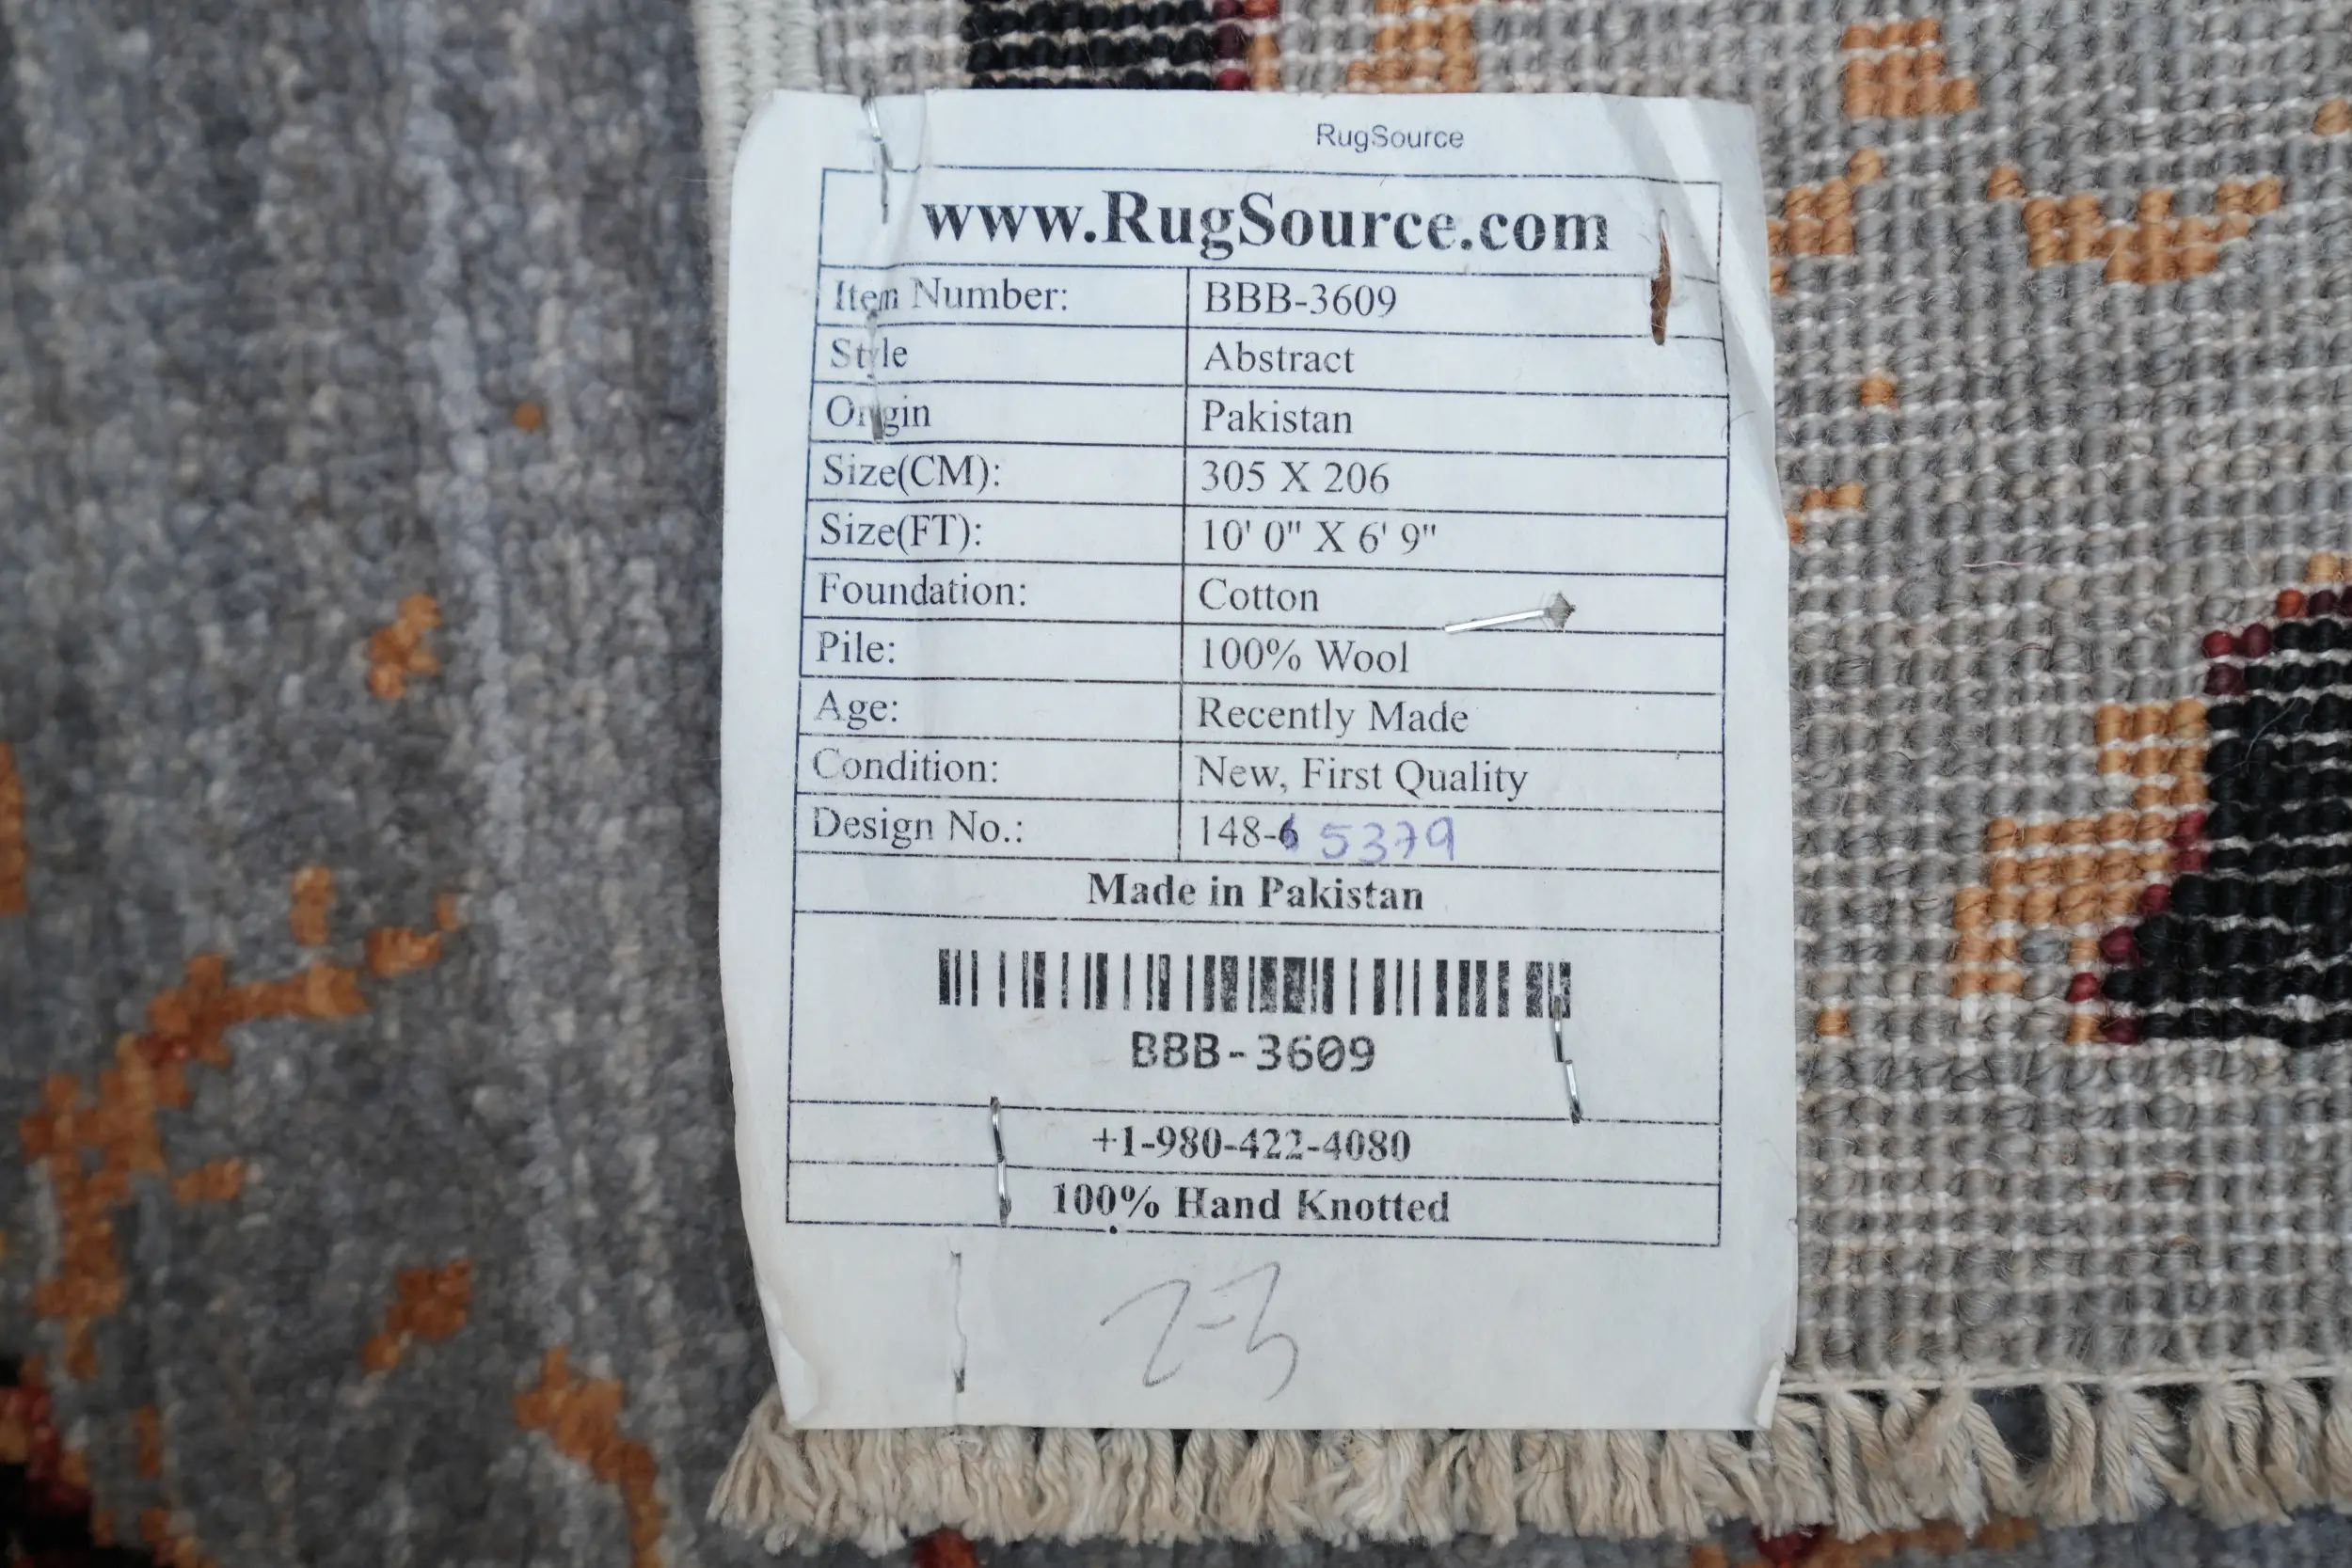 RugSource
www.RugSource.com
Item Number: BBB-3609
Style Abstract
Origin Pakistan
Size(CM): 305 X 206
Size(FT): 10' 0" X 6' 9"
Foundation: Cotton
Pile: 100% Wool
Age: Recently Made
Condition: New, First Quality
Design No.: 148-6 5379
Made in Pakistan
BBB-3609
+1-980-422-4080
100% Hand Knotted